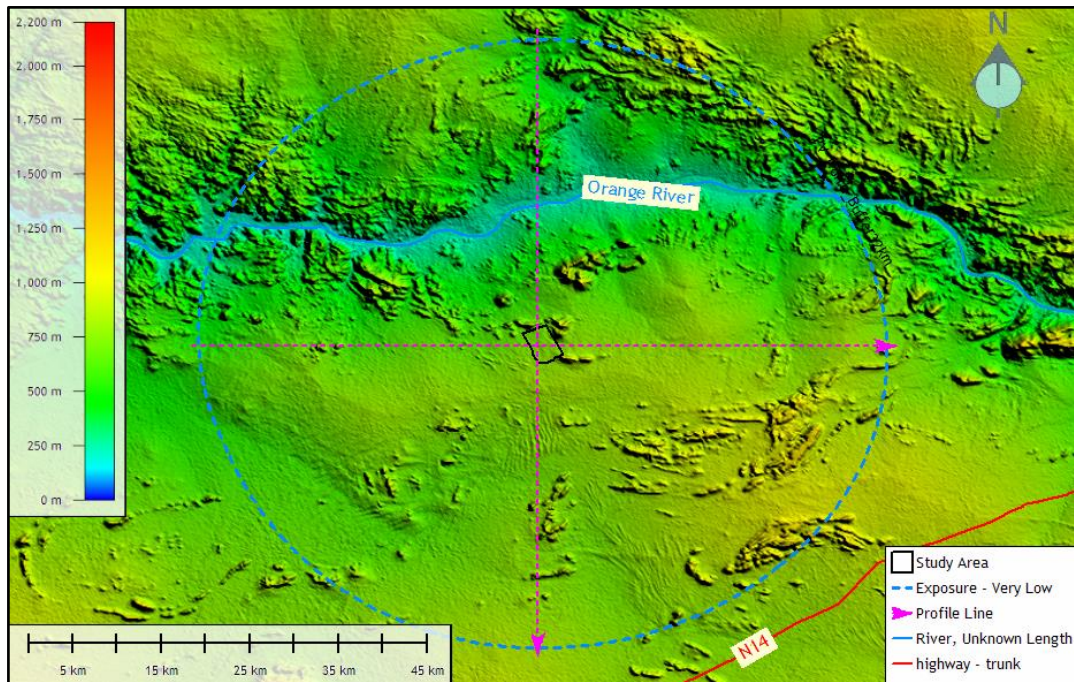 2,200 m
2,000 m
1,750 m
1,500 m
1,250 m
1,000 m
750 m
500 m
250 m
0 m
N
Orange River
N14
5 km
15 km
25 km
35 km
45 km
Study Area
Exposure - Very Low
Profile Line
River, Unknown Length
highway - trunk